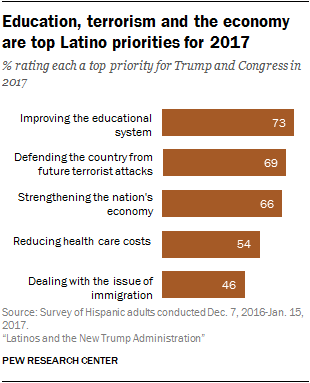 Education, terrorism and the economy
are top Latino priorities for 2017
% rating each a top priority for Trump and Congress in
2017
Improving the educational
system
73
Defending the country from
future terrorist attacks
69
Strengthening the nation's
economy
66
Reducing health care costs
54
Dealing with the issue of
immigration
46
Source: Survey of Hispanic adults conducted Dec. 7, 2016-Jan. 15,
2017.
“Latinos and the New Trump Administration”
PEW RESEARCH CENTER